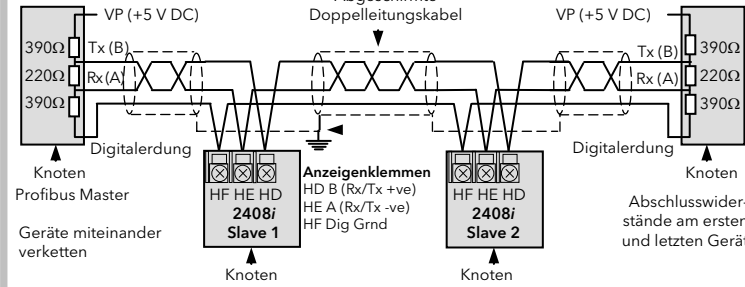 Abgeschirmte
VP (+5 V DC)
Doppelleitungskabel
VP (+5 V DC)
390Ω
Tx (B)
Tx (B)
390Ω
220Ω
Rx (A)
Rx (A)
220Ω
390Ω
390Ω
Digitalerdung
Digitalerdung
Knoten
Profibus Master
Geräte miteinander
verketten
HF HE HD
2408i
Slave 1
Knoten
Anzeigenklemmen
HD B (Rx/Tx +ve)
HE A (Rx/Tx -ve)
HF Dig Grnd
HF HE HD
2408i
Slave 2
Knoten
Knoten
Abschlusswider-
stände am ersten
und letzten Gerät